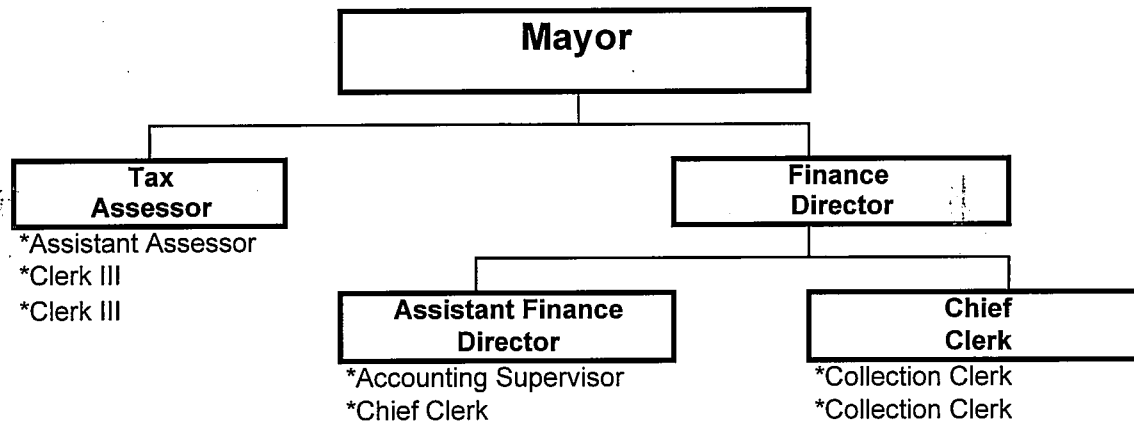 Mayor
Tax
Assessor
*Assistant Assessor
*Clerk III
*Clerk III
Finance
Director
Assistant Finance
Director
*Accounting Supervisor
*Chief Clerk
Chief
Clerk
*Collection Clerk
*Collection Clerk